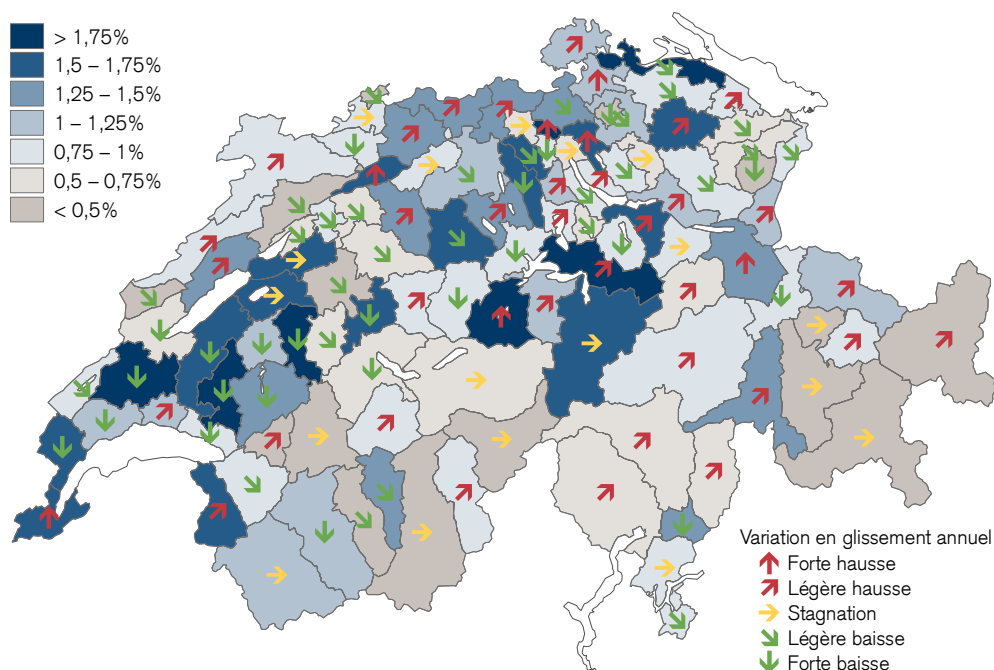 > 1,75%
1,5 – 1,75%
1,25 – 1,5%
1 – 1,25%
0,75 – 1%
0,5 – 0,75%
< 0,5%
Variation en glissement annuel
Forte hausse
Légère hausse
Stagnation
Légère baisse
Forte baisse